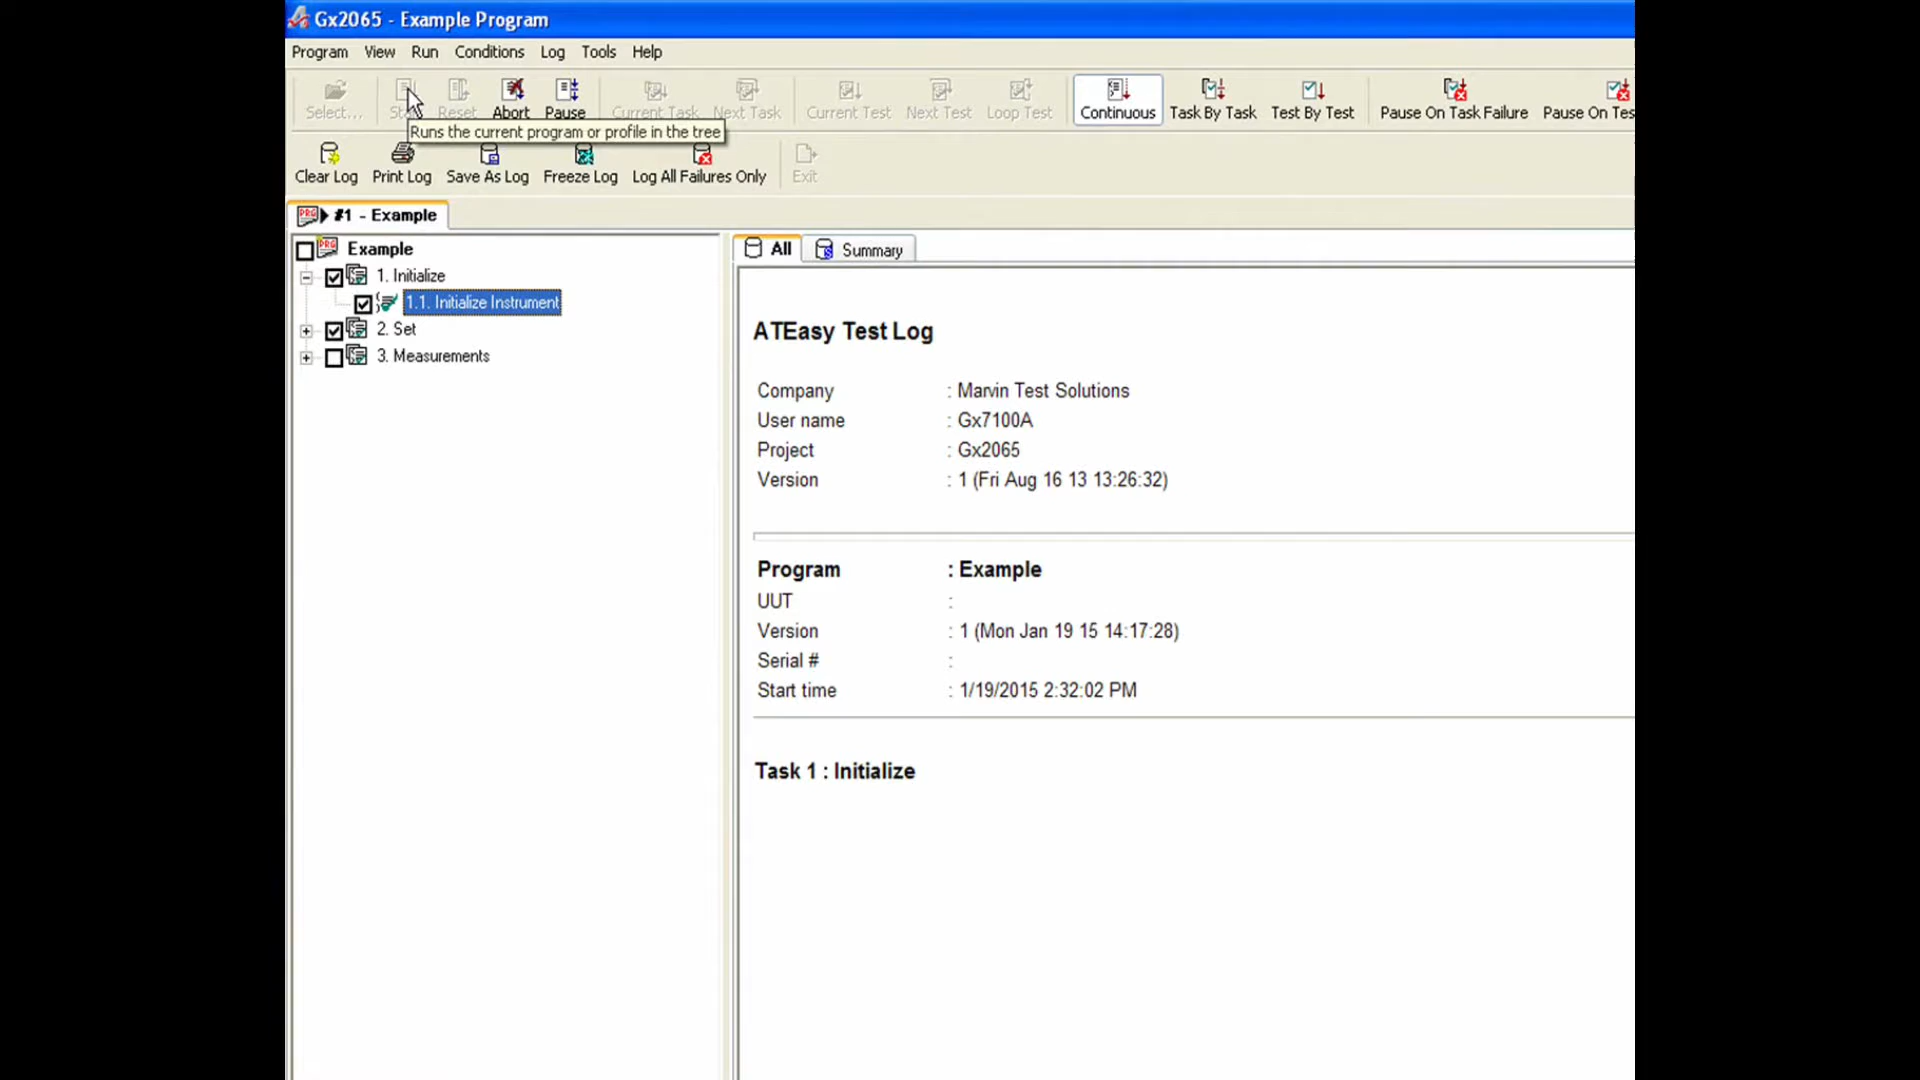 Gx2065 - Example Program
Program View Run Conditions Log Tools Help
Select... Reset Abort Pause Current Task Next Task Current Test Next Test Loop Test Continuous Task By Task Test By Test Pause On Task Failure Pause On Tes
Runs the current program or profile in the tree
Clear Log Print Log Save As Log Freeze Log Log All Failures Only Exit
PRG #1 - Example
PRG Example
All Summary
1. Initialize
1.1. Initialize Instrument
2. Set
3. Measurements
ATEasy Test Log
Company : Marvin Test Solutions
User name : Gx7100A
Project : Gx2065
Version : 1 (Fri Aug 16 13 13:26:32)
Program : Example
UUT :
Version : 1 (Mon Jan 19 15 14:17:28)
Serial # :
Start time : 1/19/2015 2:32:02 PM
Task 1 : Initialize